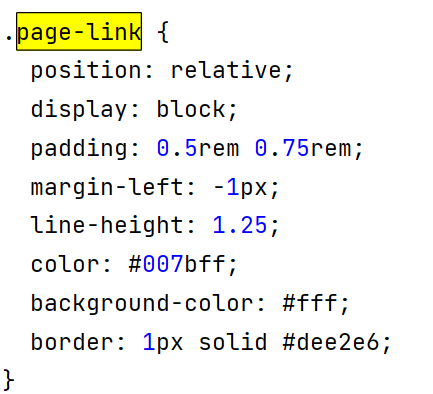 .page-link {
  position: relative;
  display: block;
  padding: 0.5rem 0.75rem;
  margin-left: -1px;
  line-height: 1.25;
  color: #007bff;
  background-color: #fff;
  border: 1px solid #dee2e6;
}